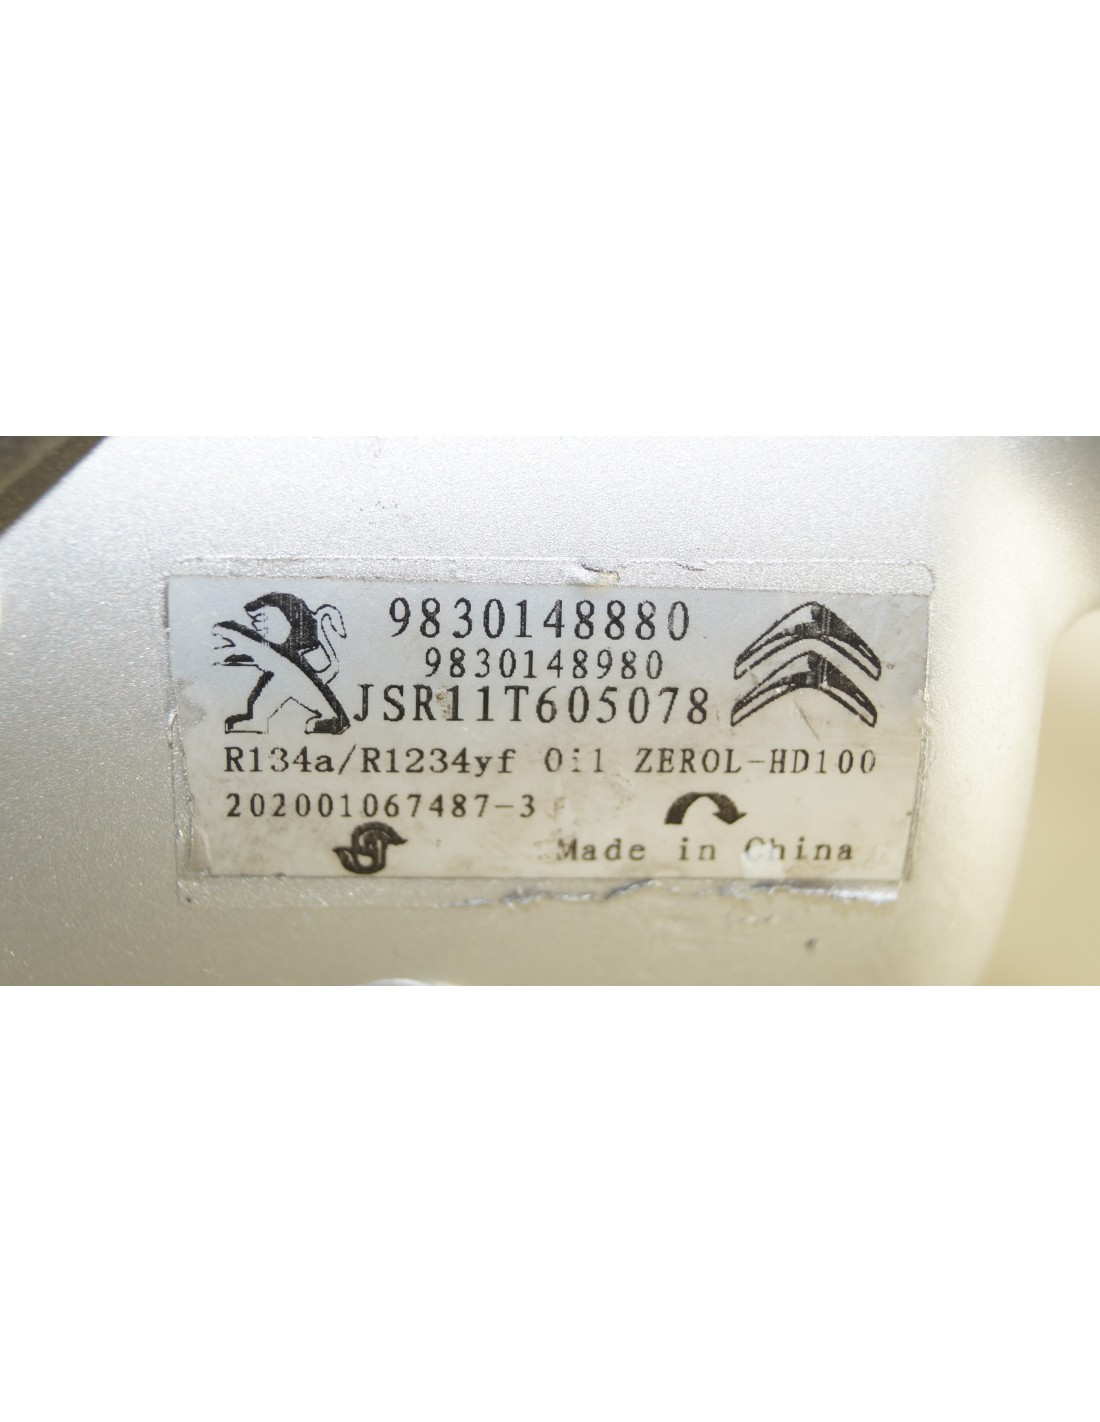 9830148880
9830148980
JSR11T605078
R134a/R1234yf Oil ZEROL-HD100
202001067487-3
Made in China